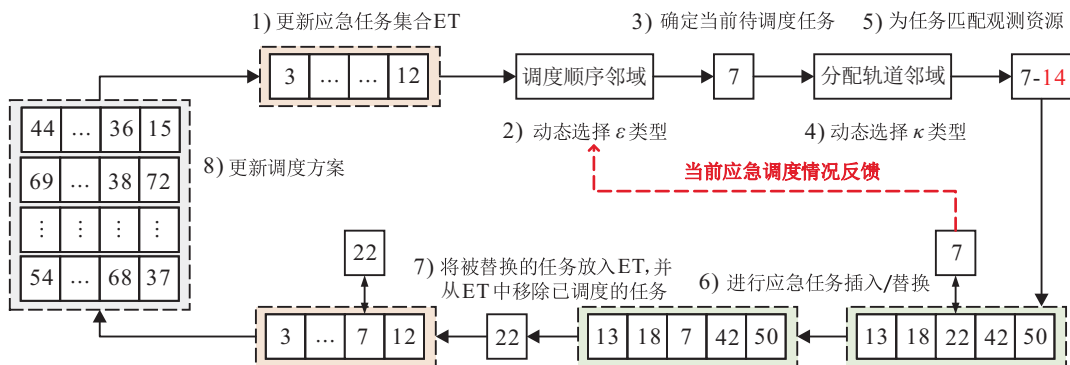 1) 更新应急任务集合ET
3) 确定当前待调度任务
5) 为任务匹配观测资源
3 … … 12
调度顺序邻域
7
分配轨道邻域
7-14
2) 动态选择 ε 类型
4) 动态选择 κ 类型
44 … 36 15
69 … 38 72
⋮ ⋮ ⋮ ⋮
54 … 68 37
8) 更新调度方案
当前应急调度情况反馈
22
7) 将被替换的任务放入ET,并
从ET中移除已调度的任务
7
6) 进行应急任务插入/替换
3 … 7 12
22
13 18 7 42 50
13 18 22 42 50